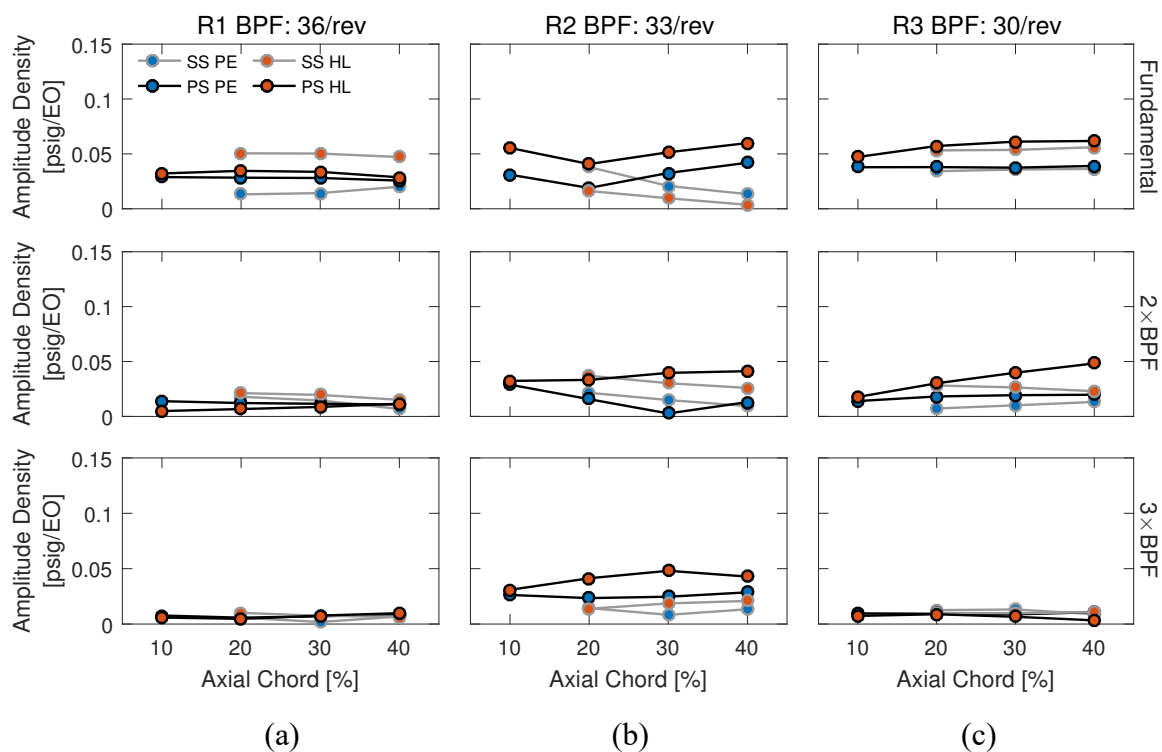 R1 BPF: 36/rev
R2 BPF: 33/rev
R3 BPF: 30/rev
Amplitude Density
[psig/EO]
0.15
0.1
0.05
0
SS PE
SS HL
PS PE
PS HL
Fundamental
Amplitude Density
[psig/EO]
0.15
0.1
0.05
0
2×BPF
Amplitude Density
[psig/EO]
0.15
0.1
0.05
0
3×BPF
10 20 30 40
10 20 30 40
10 20 30 40
Axial Chord [%]
Axial Chord [%]
Axial Chord [%]
(a)
(b)
(c)